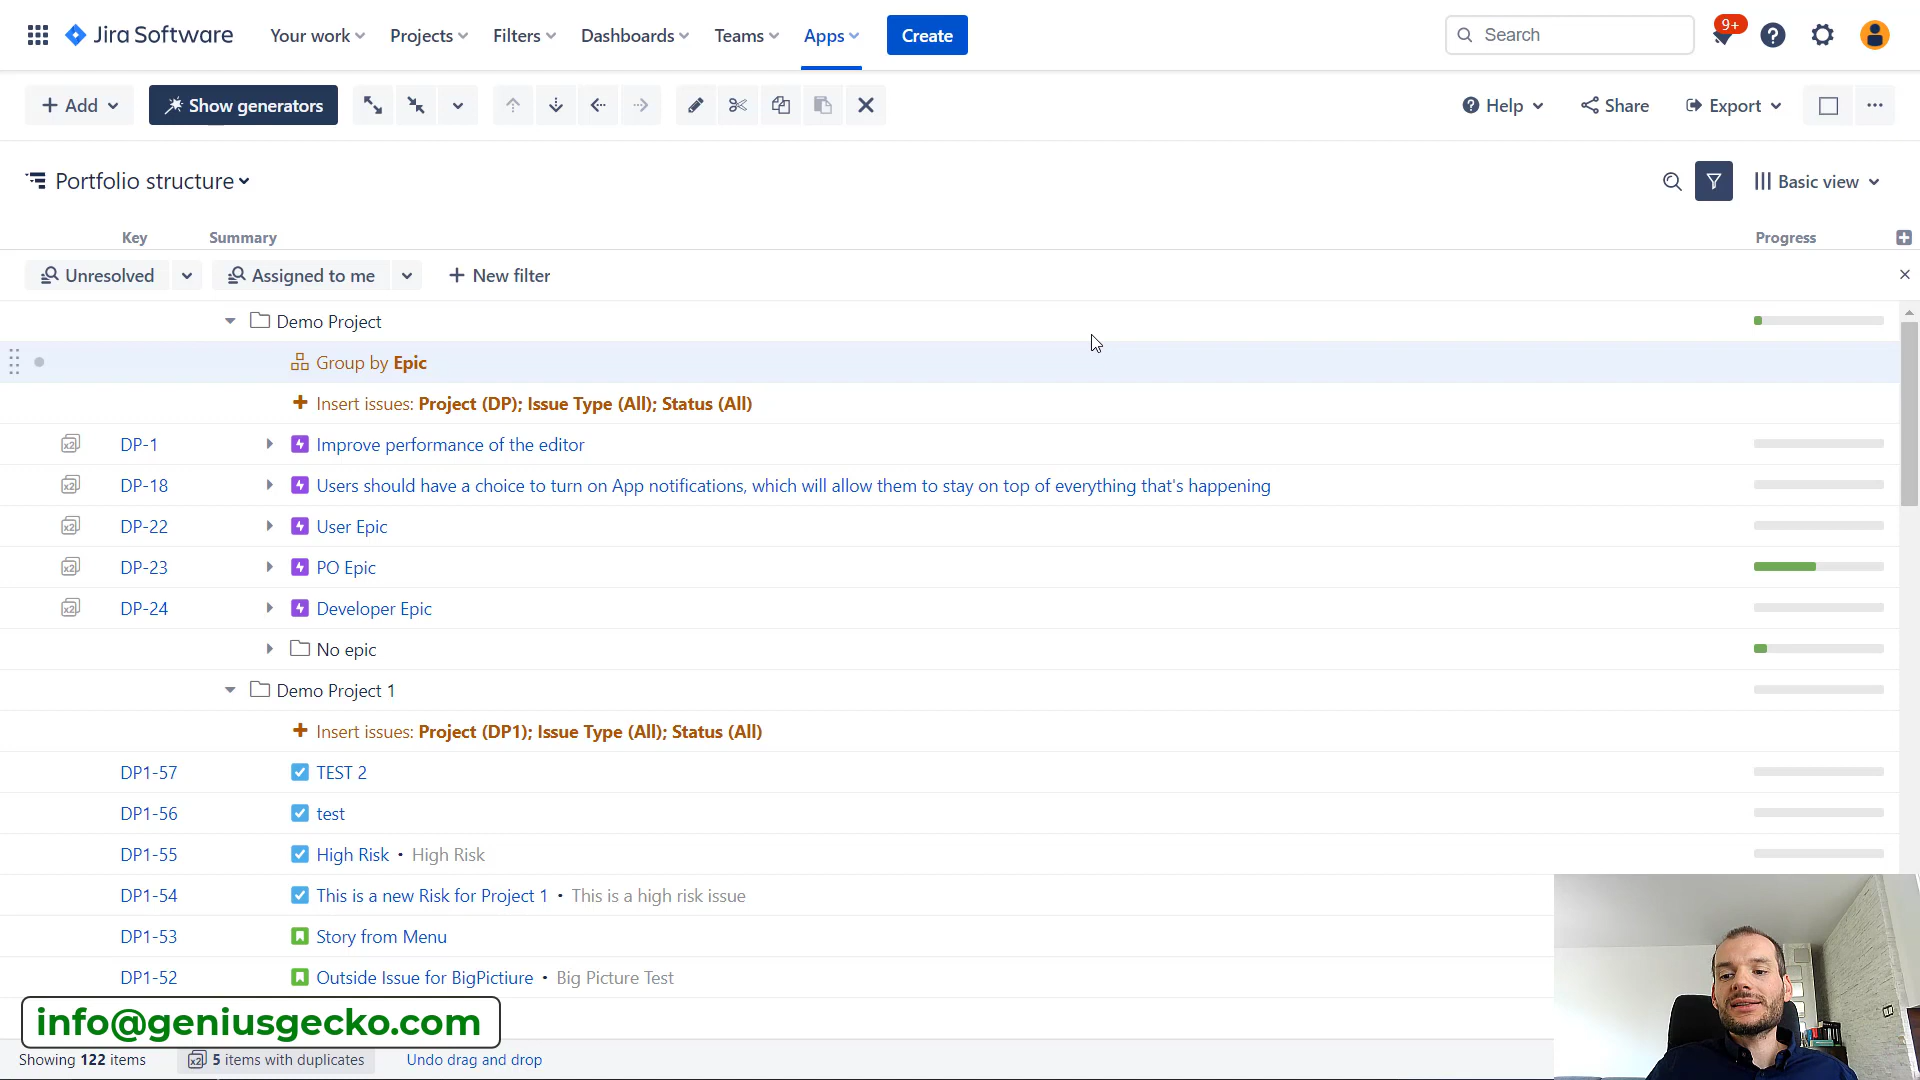 Jira Software Your work Projects Filters Dashboards Teams Apps Create Search 9+
Add Show generators Help Share Export
Portfolio structure Basic view
Key Summary Progress
Unresolved Assigned to me New filter
Demo Project
Group by Epic
Insert issues: Project (DP); Issue Type (All); Status (All)
x2 DP-1 Improve performance of the editor
x2 DP-18 Users should have a choice to turn on App notifications, which will allow them to stay on top of everything that's happening
x2 DP-22 User Epic
x2 DP-23 PO Epic
x2 DP-24 Developer Epic
No epic
Demo Project 1
Insert issues: Project (DP1); Issue Type (All); Status (All)
DP1-57 TEST 2
DP1-56 test
DP1-55 High Risk • High Risk
DP1-54 This is a new Risk for Project 1 • This is a high risk issue
DP1-53 Story from Menu
DP1-52 Outside Issue for BigPictiure • Big Picture Test
info@geniusgecko.com
Showing 122 items x2 5 items with duplicates Undo drag and drop